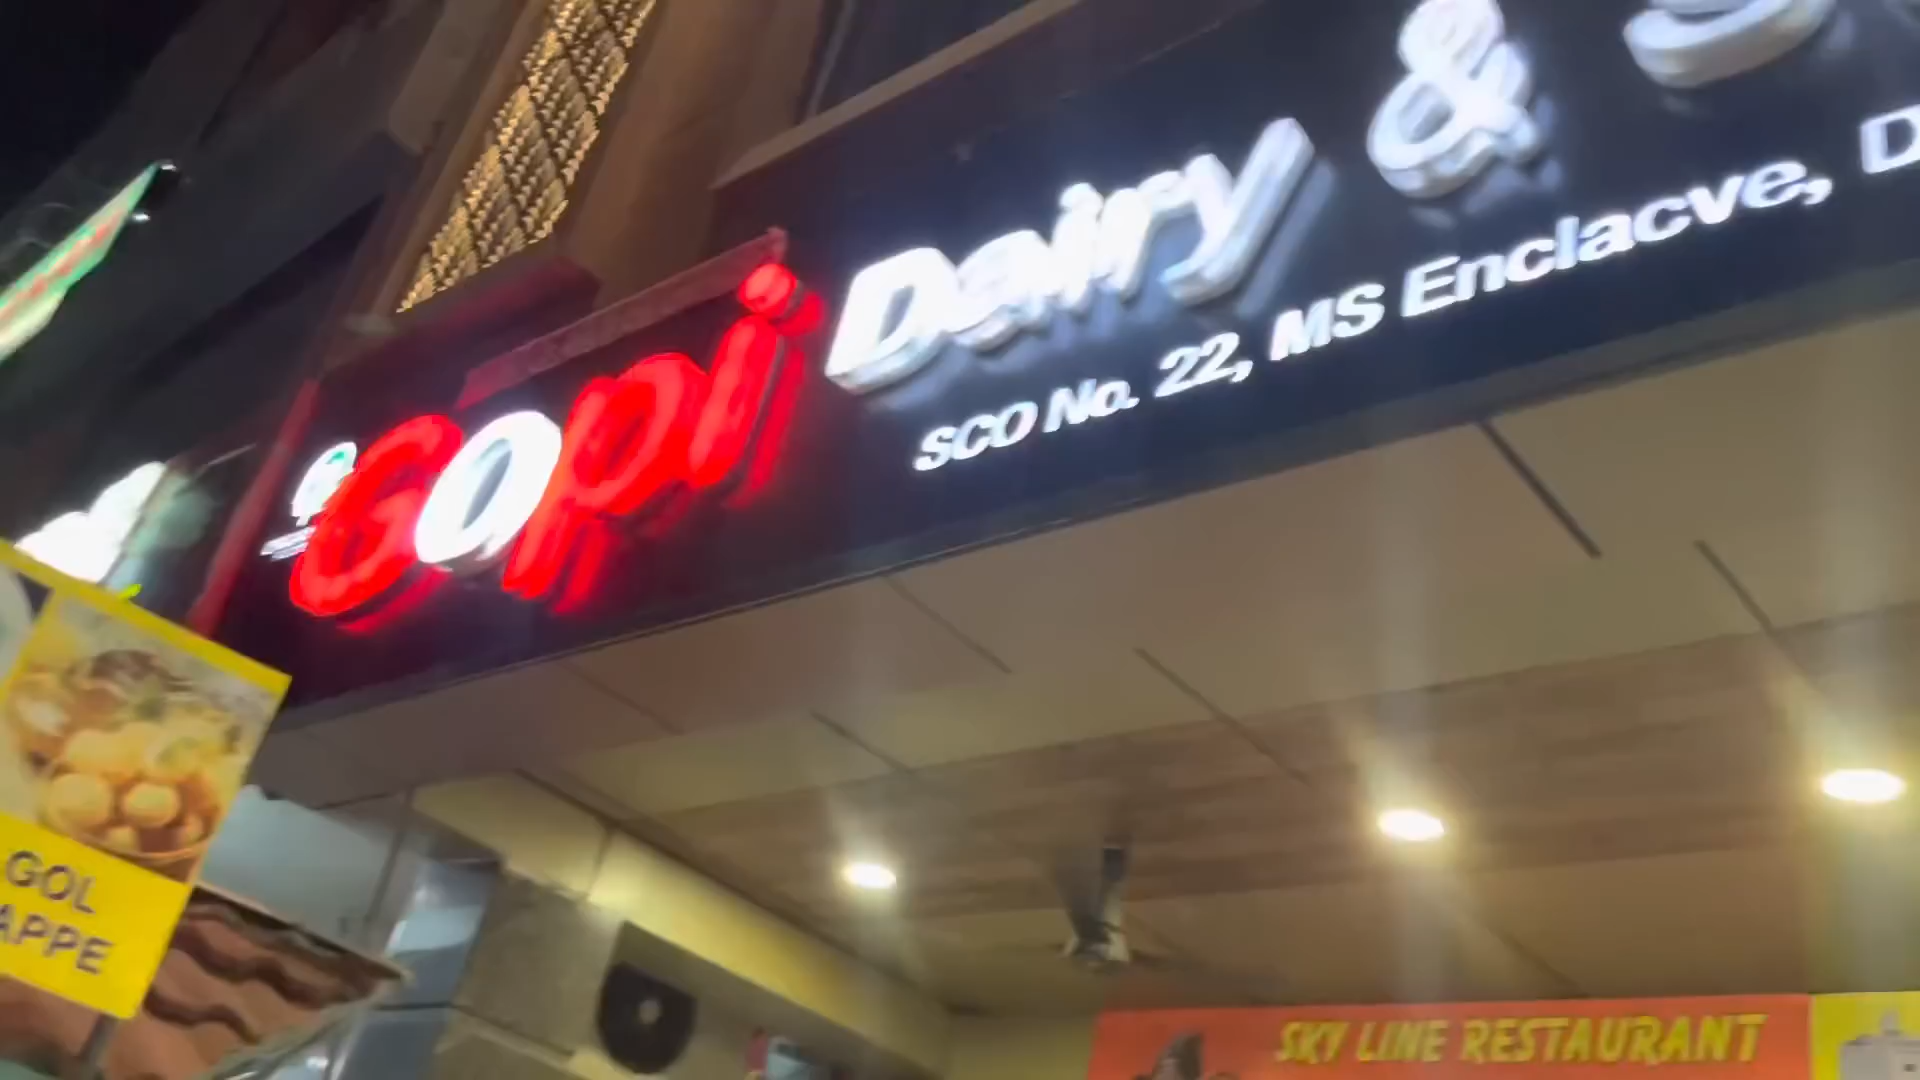 Gopi Dairy &
SCO No. 22, MS Enclacve,
GOL
APPE
SKY LINE RESTAURANT